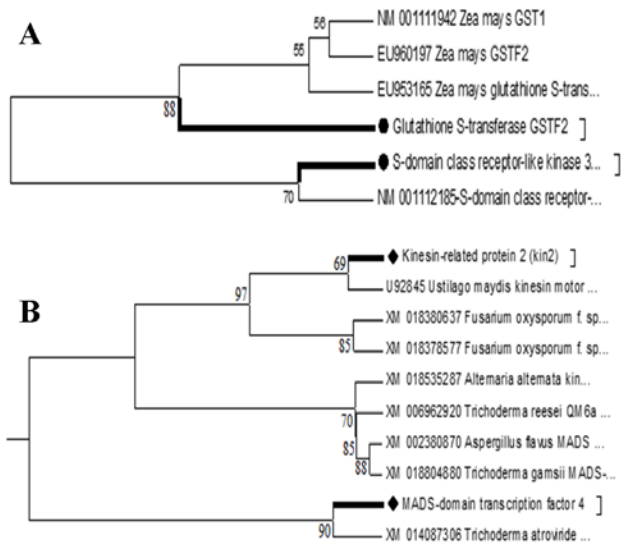 A
56
NM 001111942 Zea mays GST1
55
EU960197 Zea mays GSTF2
EU953165 Zea mays glutathione S-trans...
88
Glutathione S-transferase GSTF2
S-domain class receptor-like kinase 3...
70
NM 001112185-S-domain class receptor-...
B
69
Kinesin-related protein 2 (kin2)
97
U92845 Ustilago maydis kinesin motor ...
XM 018380637 Fusarium oxysporum f. sp...
85
XM 018378577 Fusarium oxysporum f. sp...
XM 018535287 Alternaria alternata kin...
70
XM 006962920 Trichoderma reesei QM6a ...
85
XM 002380870 Aspergillus flavus MADS ...
88
XM 018804880 Trichoderma gamsii MADS-...
MADS-domain transcription factor 4
90
XM 014087306 Trichoderma atroviride ...